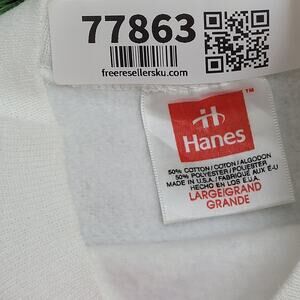 77863
freeresellersku.com
Hanes
TM
50% COTTON/COTON/ALGODON
50% POLYESTER/POLIESTER
MADE IN U.S.A./FABRIQUE AUX E-U
HECHO EN LOS E.U.A.
LARGE/GRAND
GRANDE